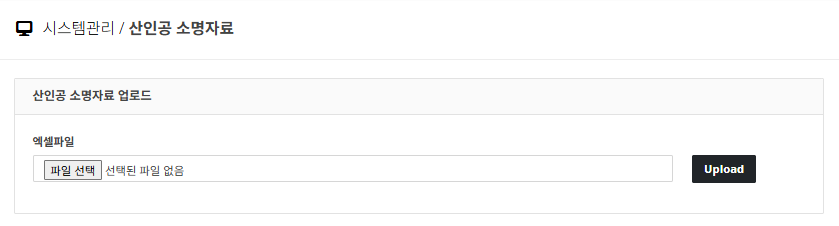 시스템관리 / 산인공 소명자료
산인공 소명자료 업로드
엑셀파일
파일 선택 선택된 파일 없음
Upload